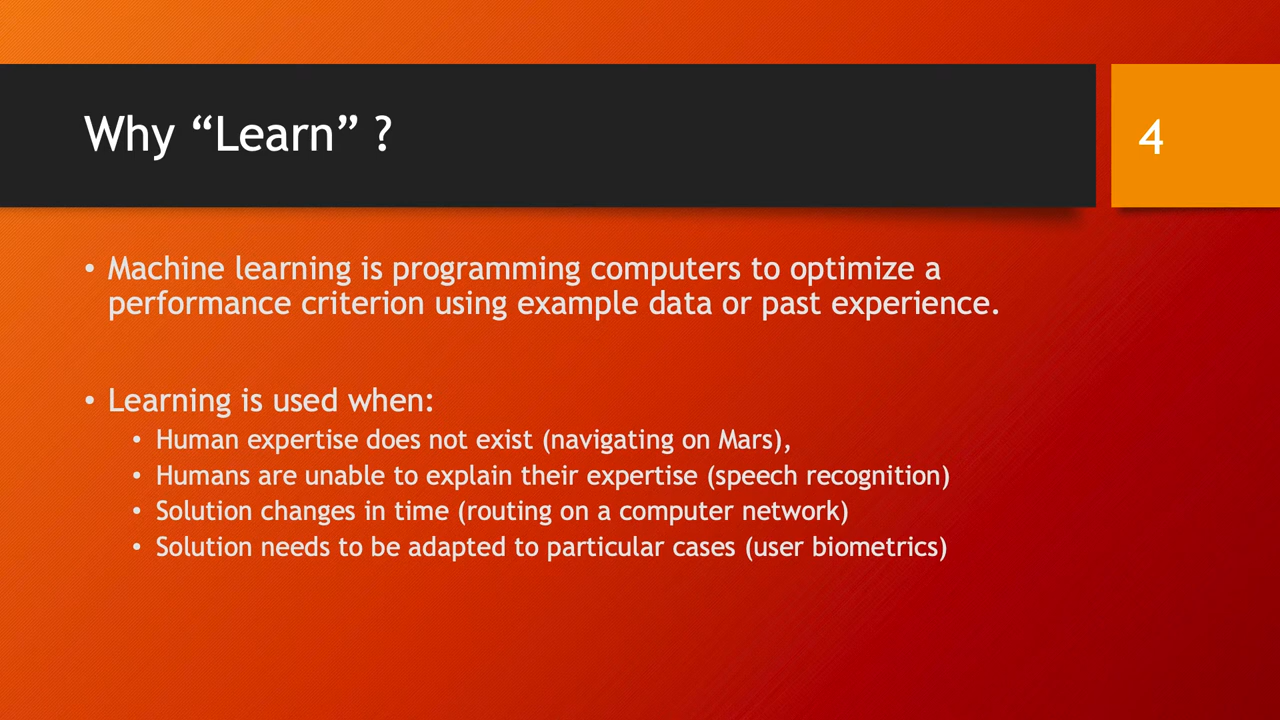 Why “Learn” ?
4
• Machine learning is programming computers to optimize a
performance criterion using example data or past experience.
• Learning is used when:
• Human expertise does not exist (navigating on Mars),
• Humans are unable to explain their expertise (speech recognition)
• Solution changes in time (routing on a computer network)
• Solution needs to be adapted to particular cases (user biometrics)